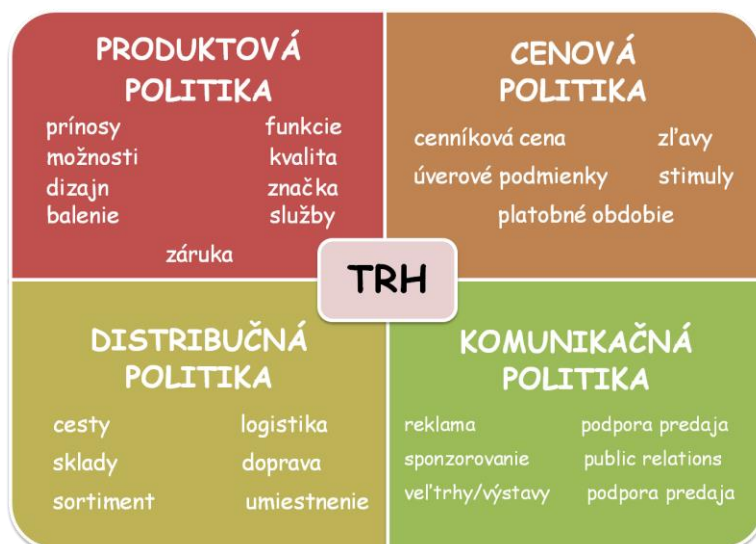 PRODUKTOVÁ
POLITIKA
prínosy funkcie
možnosti kvalita
dizajn značka
balenie služby
záruka
CENOVÁ
POLITIKA
cenníková cena zľavy
úverové podmienky stimuly
platobné obdobie
TRH
DISTRIBUČNÁ
POLITIKA
cesty logistika
sklady doprava
sortiment umiestnenie
KOMUNIKAČNÁ
POLITIKA
reklama podpora predaja
sponzorovanie public relations
veľtrhy/výstavy podpora predaja